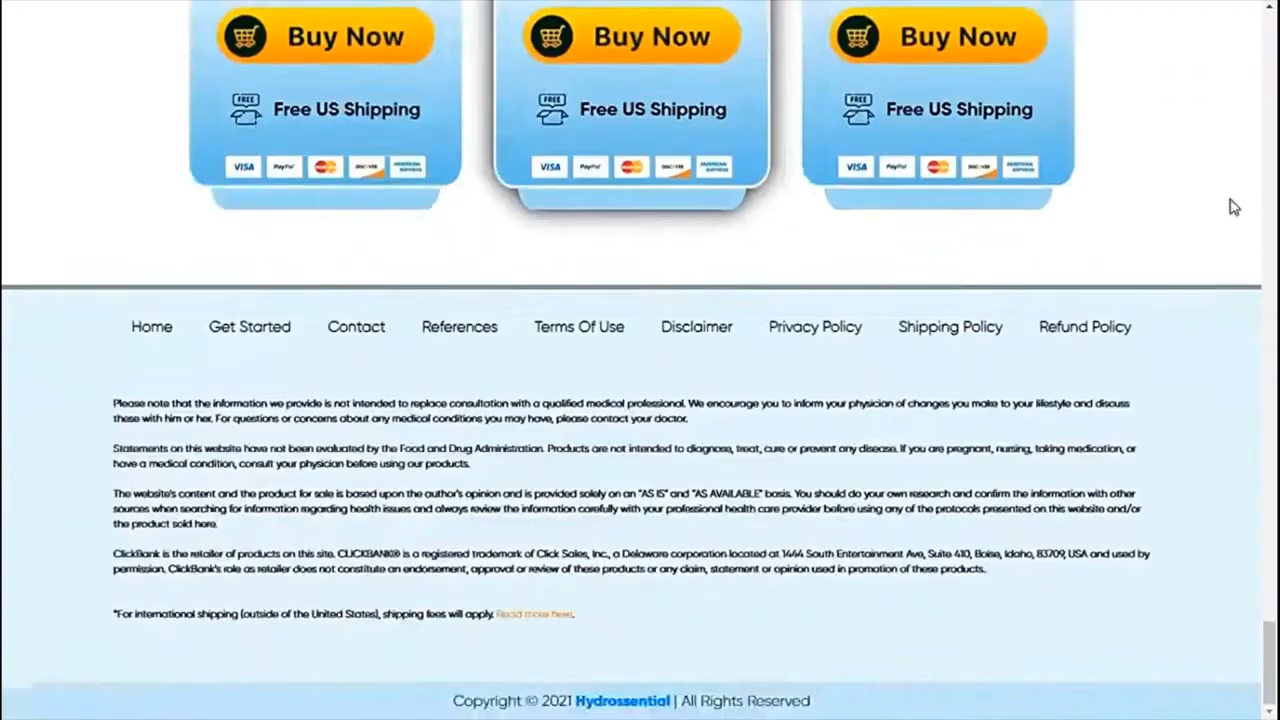 Buy Now Buy Now Buy Now
FREE Free US Shipping FREE Free US Shipping FREE Free US Shipping
VISA PayPal MasterCard DISCOVER AMERICAN EXPRESS VISA PayPal MasterCard DISCOVER AMERICAN EXPRESS VISA PayPal MasterCard DISCOVER AMERICAN EXPRESS
Home Get Started Contact References Terms Of Use Disclaimer Privacy Policy Shipping Policy Refund Policy
Please note that the information we provide is not intended to replace consultation with a qualified medical professional. We encourage you to inform your physician of changes you make to your lifestyle and discuss
these with him or her. For questions or concerns about any medical conditions you may have, please contact your doctor.
Statements on this website have not been evaluated by the Food and Drug Administration. Products are not intended to diagnose, treat, cure or prevent any disease. If you are pregnant, nursing, taking medication, or
have a medical condition, consult your physician before using our products.
The website's content and the product for sale is based upon the author's opinion and is provided solely on an "AS IS" and "AS AVAILABLE" basis. You should do your own research and confirm the information with other
sources when searching for information regarding health issues and always review the information carefully with your professional health care provider before using any of the protocols presented on this website and/or
the product sold here.
ClickBank is the retailer of products on this site. CLICKBANK® is a registered trademark of Click Sales, Inc., a Delaware corporation located at 1444 South Entertainment Ave, Suite 410, Boise, Idaho, 83709, USA and used by
permission. ClickBank's role as retailer does not constitute an endorsement, approval or review of these products or any claim, statement or opinion used in promotion of these products.
*For international shipping (outside of the United States), shipping fees will apply. Read more here.
Copyright © 2021 Hydrossential | All Rights Reserved